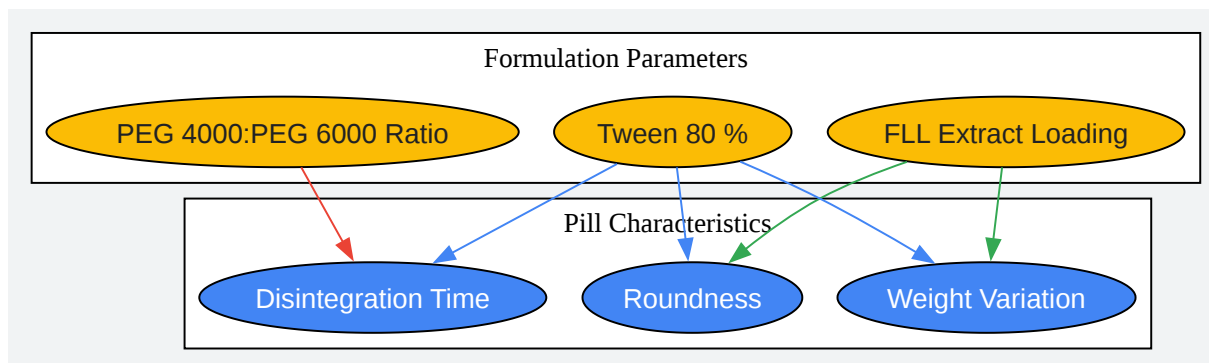 Formulation Parameters
PEG 4000:PEG 6000 Ratio
Tween 80 %
FLL Extract Loading
Pill Characteristics
Disintegration Time
Roundness
Weight Variation